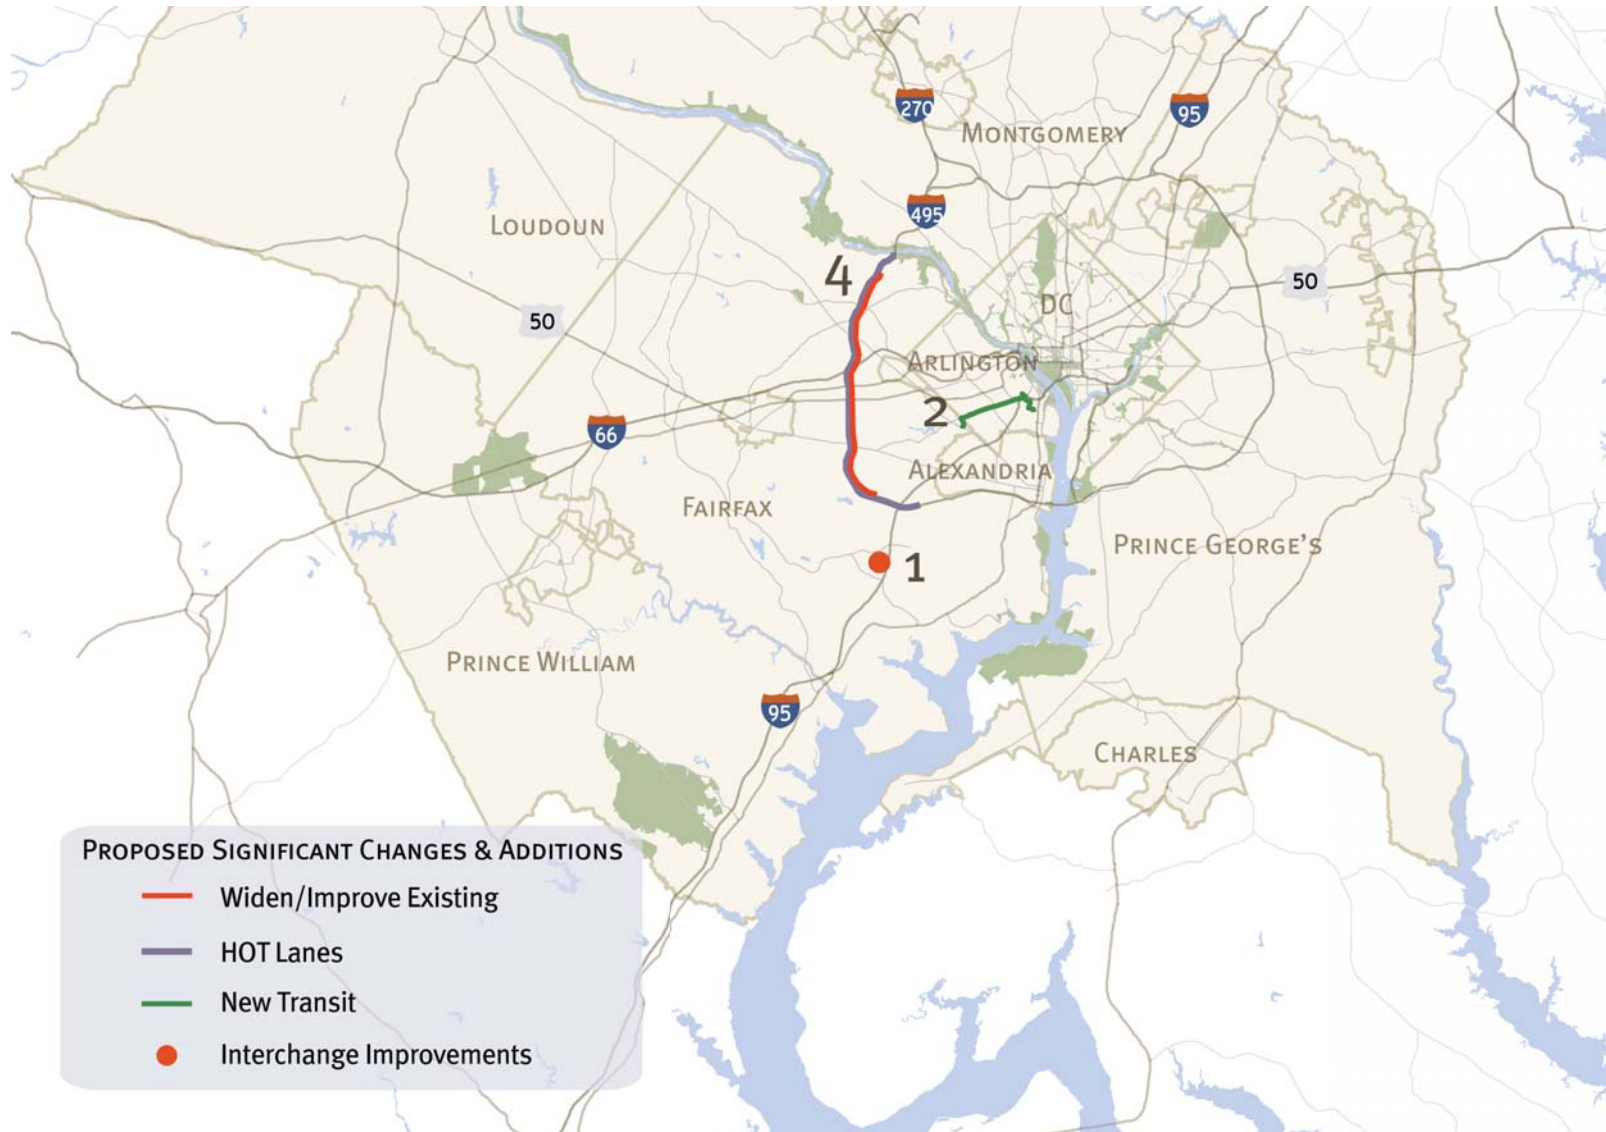 270
95
MONTGOMERY
495
LOUDOUN
4
50
50
DC
ARLINGTON
2
66
ALEXANDRIA
FAIRFAX
PRINCE GEORGE'S
1
PRINCE WILLIAM
95
CHARLES
PROPOSED SIGNIFICANT CHANGES & ADDITIONS
Widen/Improve Existing
HOT Lanes
New Transit
Interchange Improvements